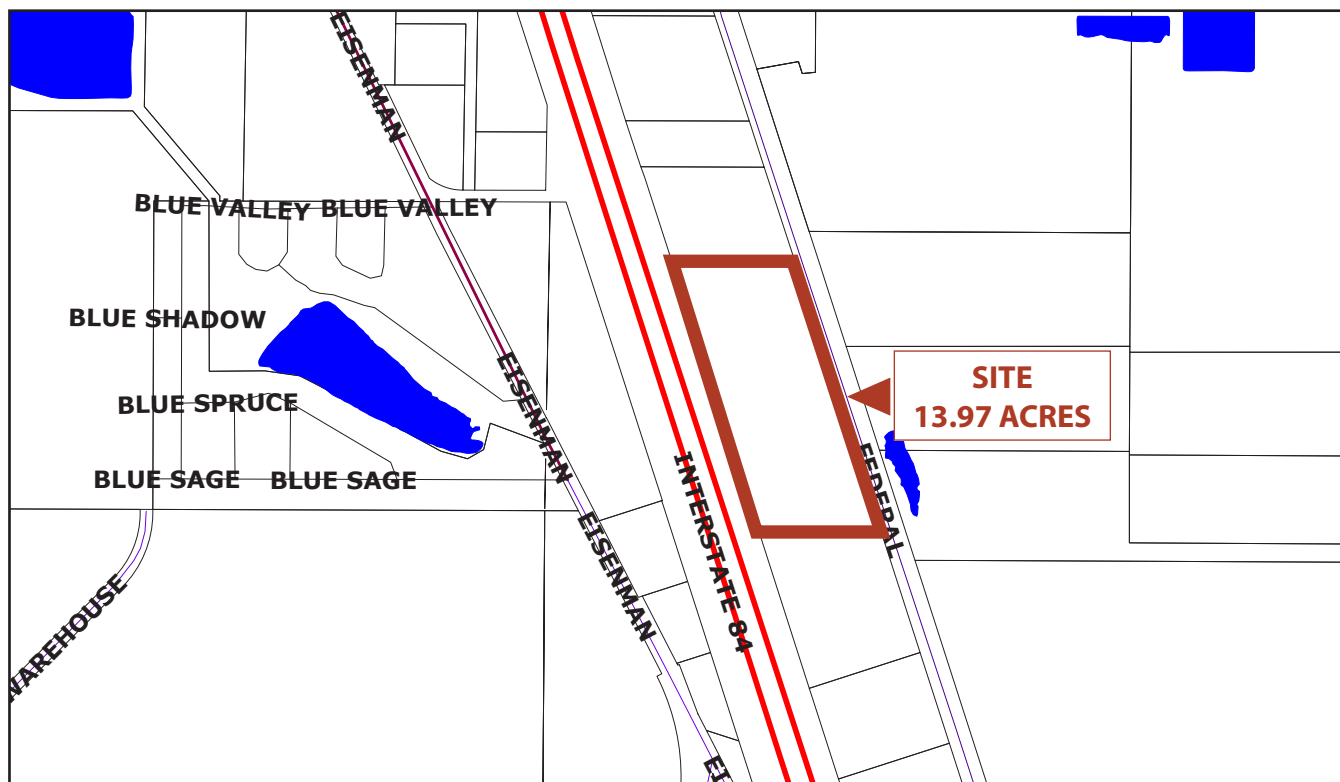 EISENMAN
BLUE VALLEY
BLUE VALLEY
BLUE SHADOW
EISENMAN
SITE
13.97 ACRES
BLUE SPRUCE
BLUE SAGE
BLUE SAGE
INTERSTATE 84
FEDERAL
EISENMAN
WAREHOUSE